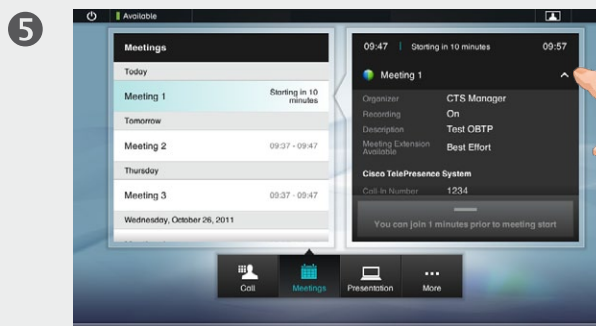 5
Available
Meetings
Today
Meeting 1
Starting in 10
minutes
Tomorrow
Meeting 2
09:37 - 09:47
Thursday
Meeting 3
09:37 - 09:47
Wednesday, October 26, 2011
09:47 | Starting in 10 minutes 09:57
Meeting 1
Organizer CTS Manager
Recording On
Description Test OBTP
Meeting Extension
Available
Best Effort
Cisco TelePresence System
Call-In Number 1234
You can join 1 minutes prior to meeting start
Call
Meetings
Presentation
More